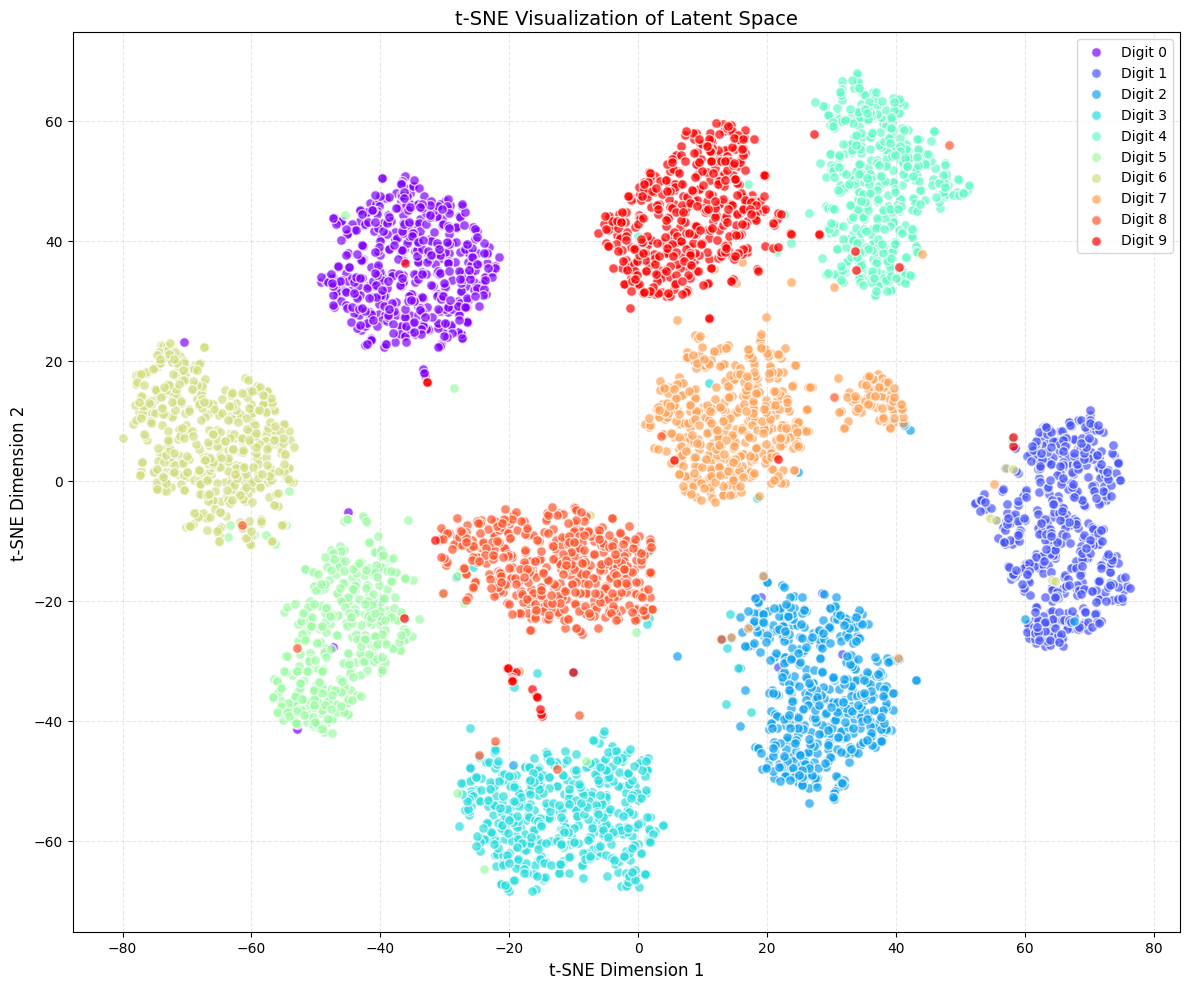 t-SNE Visualization of Latent Space
Digit 0
Digit 1
Digit 2
Digit 3
Digit 4
Digit 5
Digit 6
Digit 7
Digit 8
Digit 9
60
40
20
0
−20
−40
−60
t-SNE Dimension 2
−80
−60
−40
−20
0
20
40
60
80
t-SNE Dimension 1